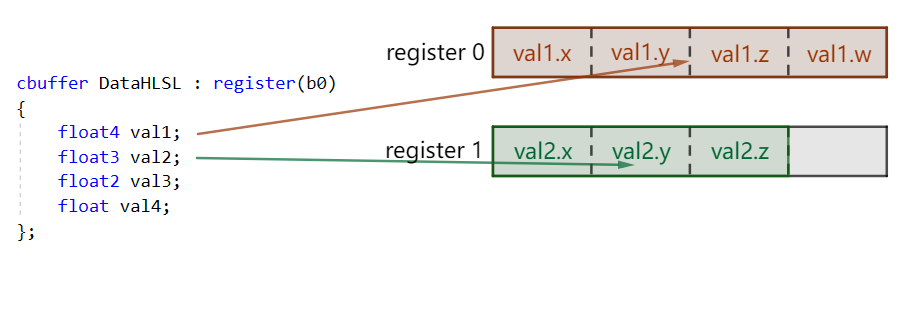 register 0 val1.x val1.y val1.z val1.w
cbuffer DataHLSL : register(b0)
{
float4 val1;
float3 val2;
register 1 val2.x val2.y val2.z
float2 val3;
float val4;
};